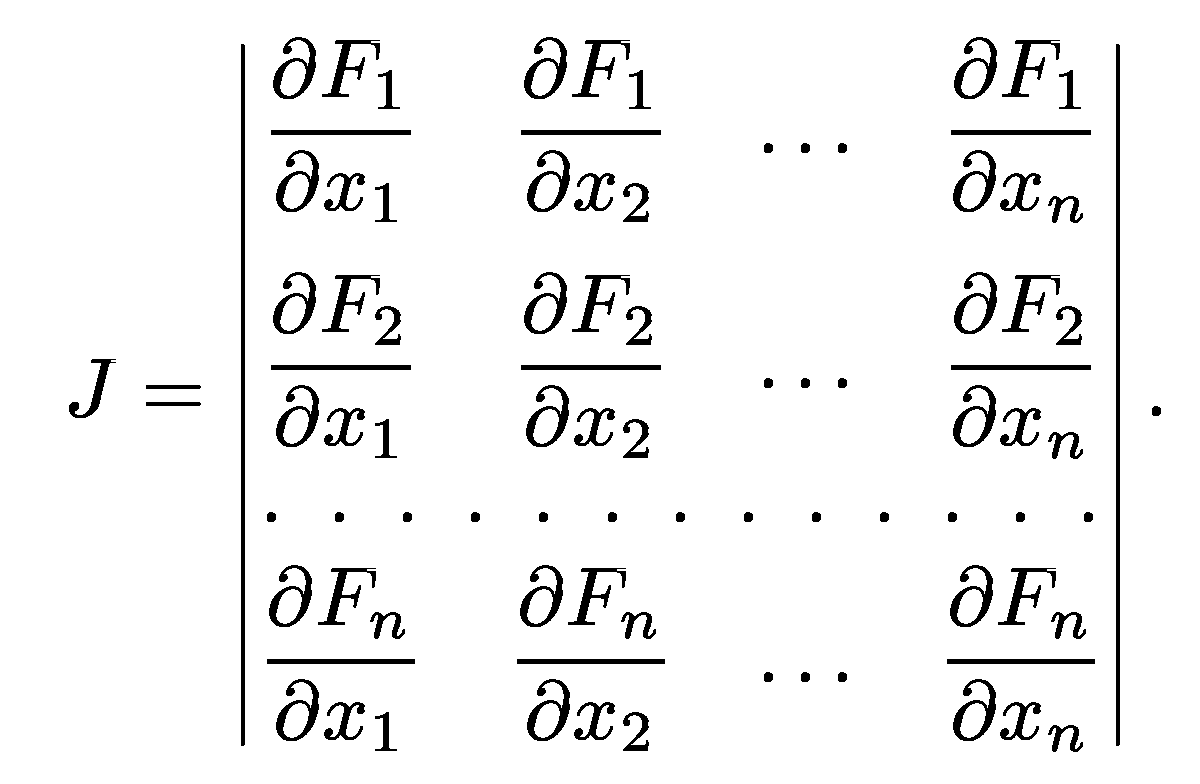 J = | ∂F₁/∂x₁ ∂F₁/∂x₂ ... ∂F₁/∂xₙ |
| ∂F₂/∂x₁ ∂F₂/∂x₂ ... ∂F₂/∂xₙ |
. . . . . . . . . . . . .
| ∂Fₙ/∂x₁ ∂Fₙ/∂x₂ ... ∂Fₙ/∂xₙ | .